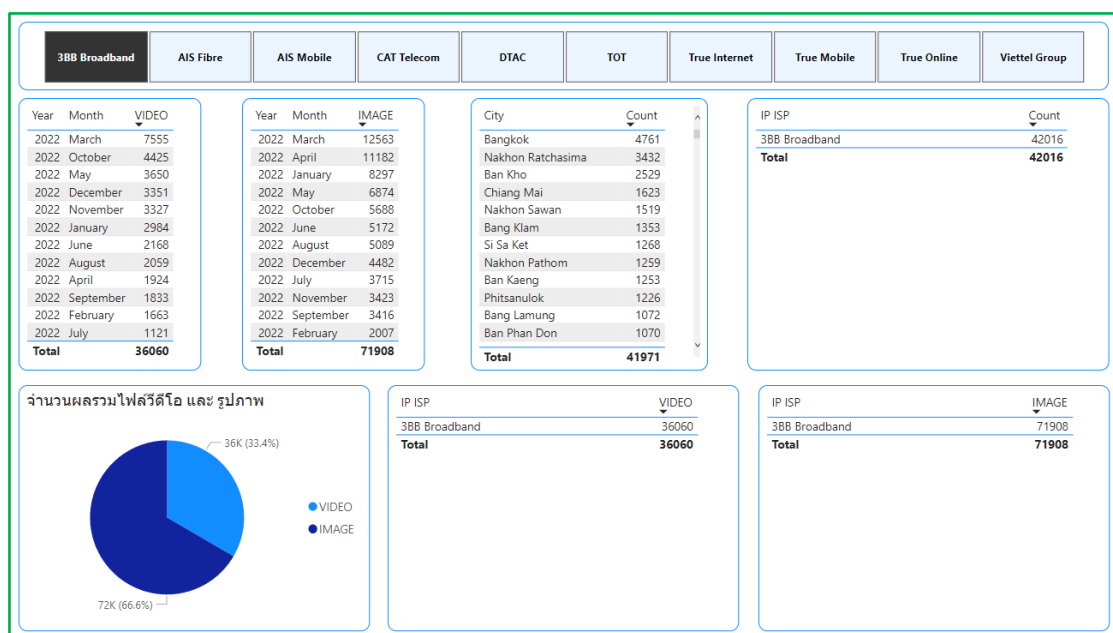 3BB Broadband AIS Fibre AIS Mobile CAT Telecom DTAC TOT True Internet True Mobile True Online Viettel Group
Year Month VIDEO
2022 March 7555
2022 October 4425
2022 May 3650
2022 December 3351
2022 November 3327
2022 January 2984
2022 June 2168
2022 August 2059
2022 April 1924
2022 September 1833
2022 February 1663
2022 July 1121
Total 36060
Year Month IMAGE
2022 March 12563
2022 April 11182
2022 January 8297
2022 May 6874
2022 October 5688
2022 June 5172
2022 August 5089
2022 December 4482
2022 July 3715
2022 November 3423
2022 September 3416
2022 February 2007
Total 71908
City Count
Bangkok 4761
Nakhon Ratchasima 3432
Ban Kho 2529
Chiang Mai 1623
Nakhon Sawan 1519
Bang Klam 1353
Si Sa Ket 1268
Nakhon Pathom 1259
Ban Kaeng 1253
Phitsanulok 1226
Bang Lamung 1072
Ban Phan Don 1070
Total 41971
IP ISP Count
3BB Broadband 42016
Total 42016
จำนวนผลรวมไฟล์วีดีโอ และ รูปภาพ
36K (33.4%)
VIDEO
IMAGE
72K (66.6%)
IP ISP VIDEO
3BB Broadband 36060
Total 36060
IP ISP IMAGE
3BB Broadband 71908
Total 71908